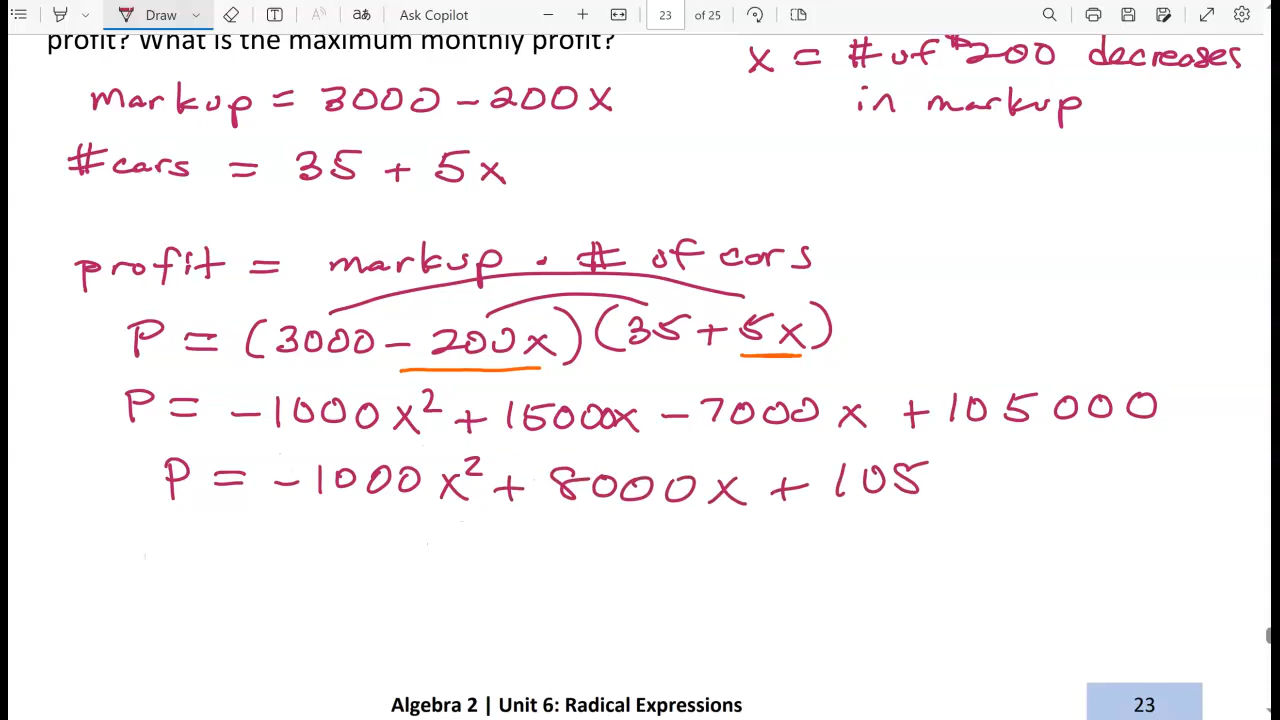 Draw
Ask Copilot
23 of 25
profit? What is the maximum monthly profit?
x = # of $200 decreases
in markup
markup = 3000 - 200x
#cars = 35 + 5x
profit = markup · # of cars
P = (3000 - 200x)(35 + 5x)
P = -1000x² + 15000x - 7000x + 105000
P = -1000x² + 8000x + 105
Algebra 2 | Unit 6: Radical Expressions
23